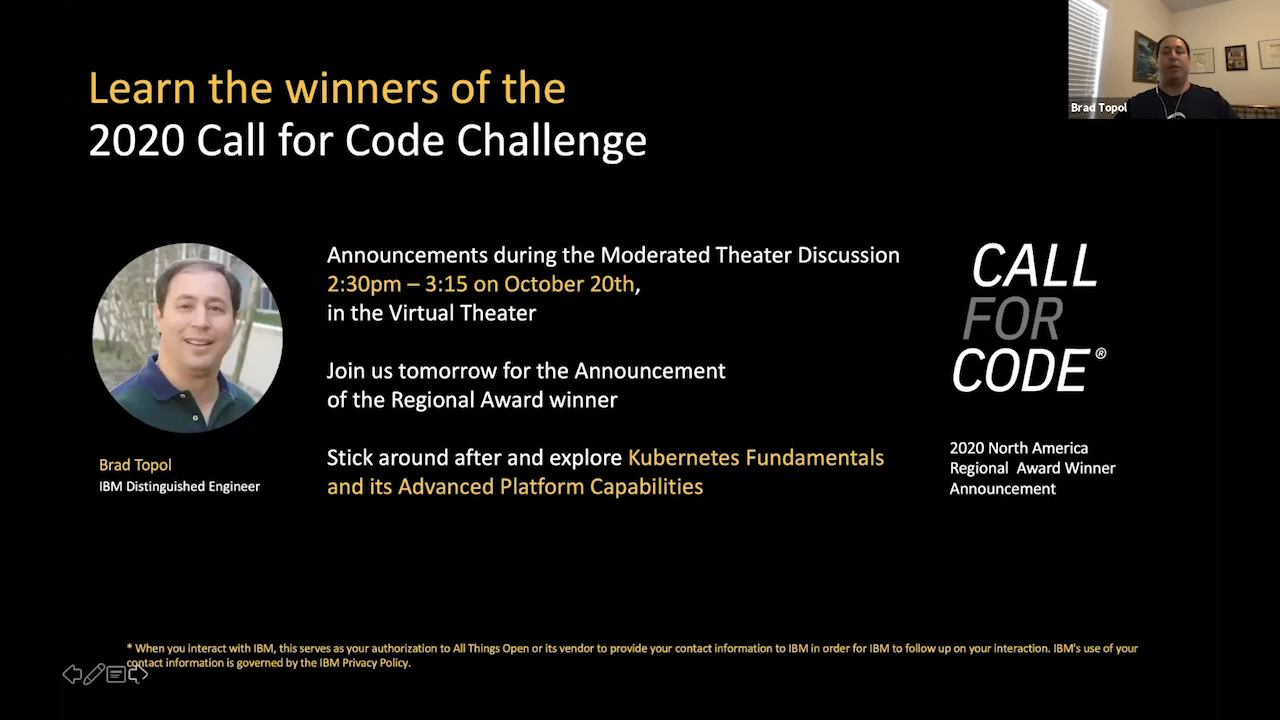 Learn the winners of the
2020 Call for Code Challenge
Brad Topol
Announcements during the Moderated Theater Discussion
2:30pm – 3:15 on October 20th,
in the Virtual Theater
Join us tomorrow for the Announcement
of the Regional Award winner
Stick around after and explore Kubernetes Fundamentals
and its Advanced Platform Capabilities
Brad Topol
IBM Distinguished Engineer
CALL
FOR
CODE®
2020 North America
Regional Award Winner
Announcement
* When you interact with IBM, this serves as your authorization to All Things Open or its vendor to provide your contact information to IBM in order for IBM to follow up on your interaction. IBM's use of your
contact information is governed by the IBM Privacy Policy.